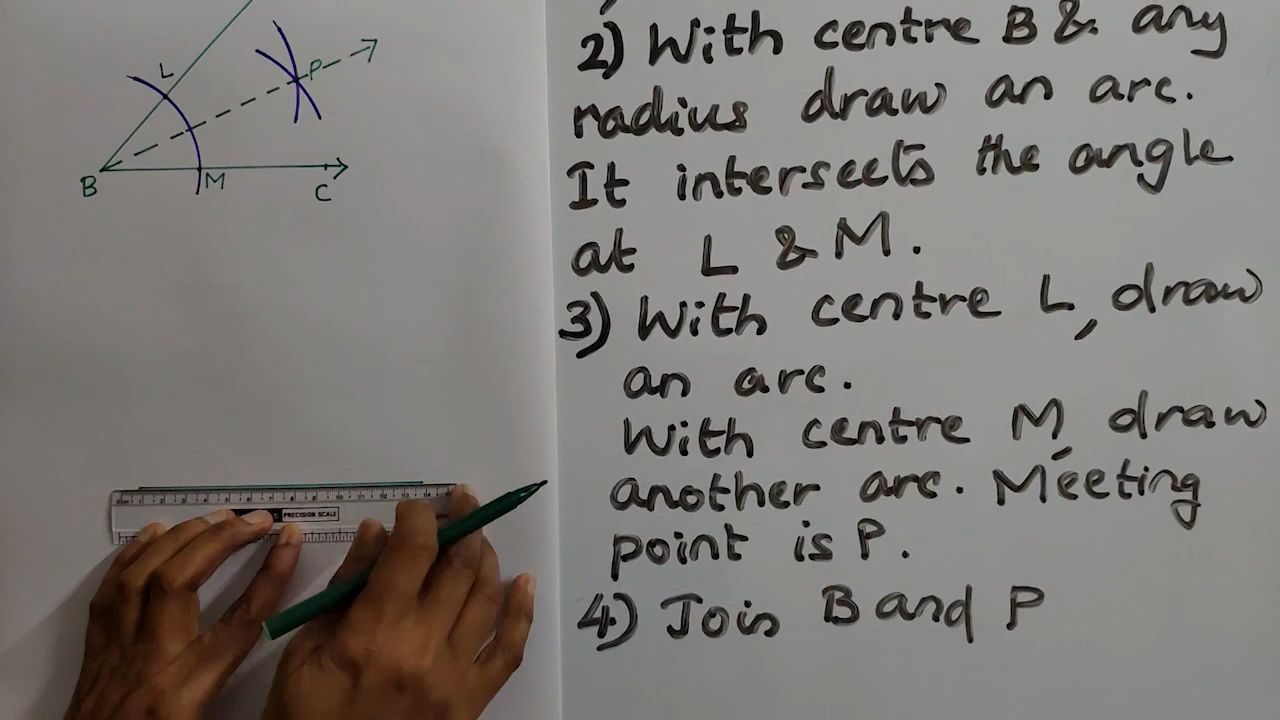 L
P
B
M
C
PRECISION SCALE
2) With centre B & any
radius draw an arc.
It intersects the angle
at L & M.
3) With centre L, draw
an arc.
With centre M, draw
another arc. Meeting
point is P.
4) Join B and P